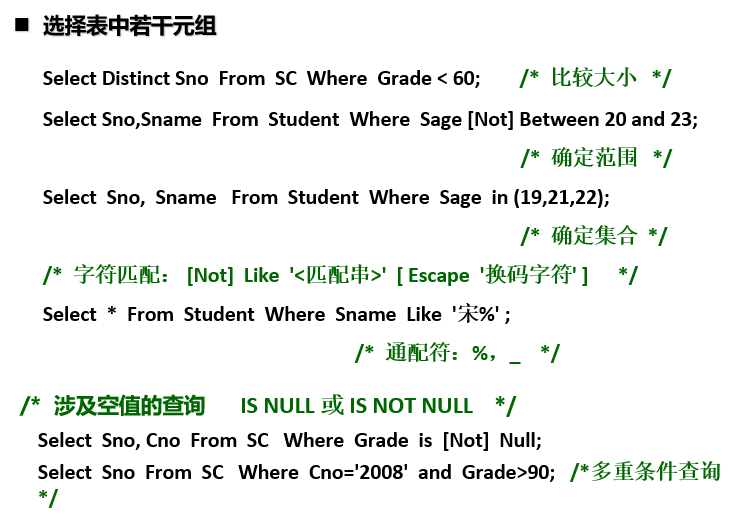 ■ 选择表中若干元组
Select Distinct Sno From SC Where Grade < 60; /* 比较大小 */
Select Sno,Sname From Student Where Sage [Not] Between 20 and 23;
/* 确定范围 */
Select Sno, Sname From Student Where Sage in (19,21,22);
/* 确定集合 */
/* 字符匹配： [Not] Like '<匹配串>' [ Escape '换码字符' ] */
Select * From Student Where Sname Like '宋%' ;
/* 通配符：%，_ */
/* 涉及空值的查询 IS NULL 或 IS NOT NULL */
Select Sno, Cno From SC Where Grade is [Not] Null;
Select Sno From SC Where Cno='2008' and Grade>90; /*多重条件查询
*/